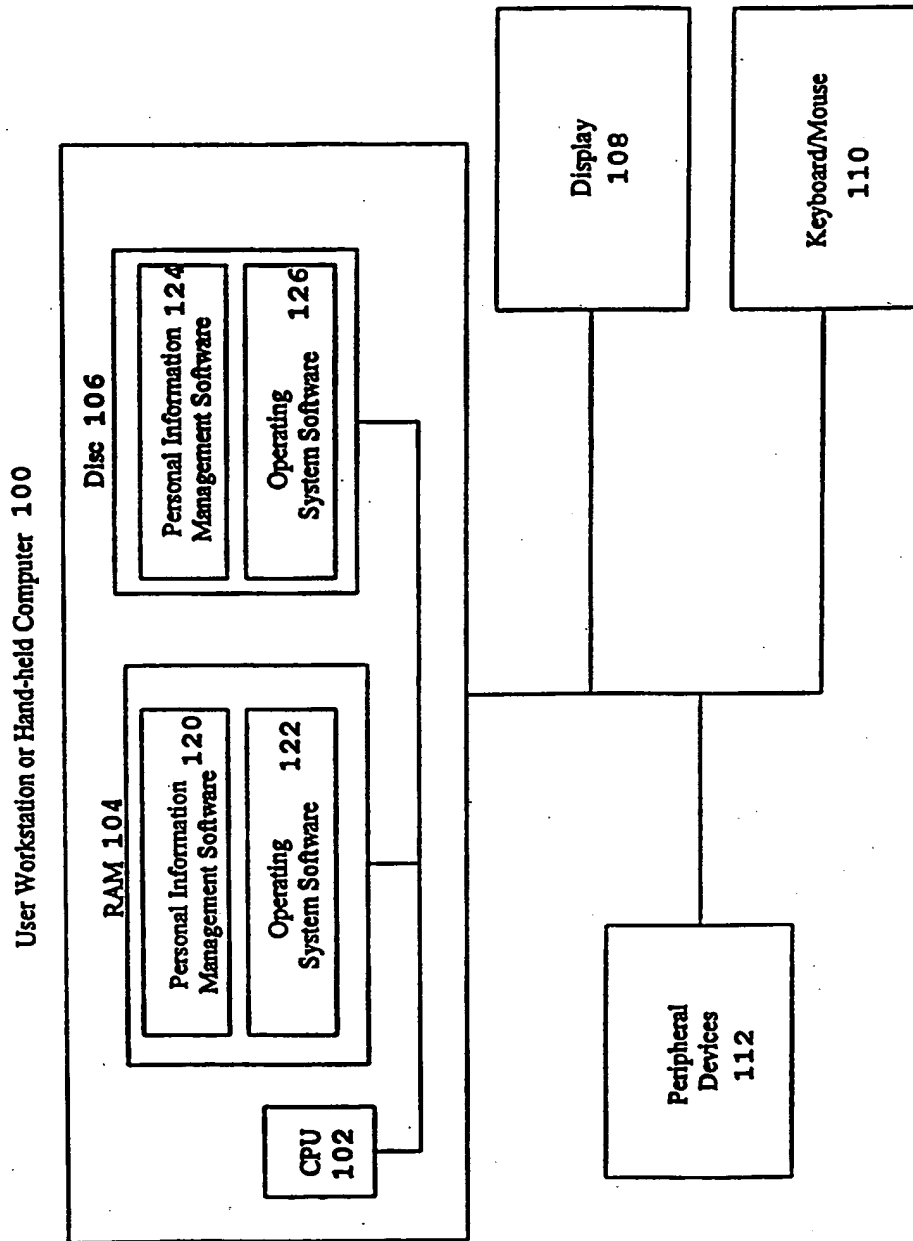 User Workstation or Hand-held Computer 100
RAM 104
Disc 106
CPU
102
Personal Information
Management Software 120
Operating
System Software 122
Personal Information
Management Software 124
Operating
System Software 126
Peripheral
Devices
112
Display
108
Keyboard/Mouse
110